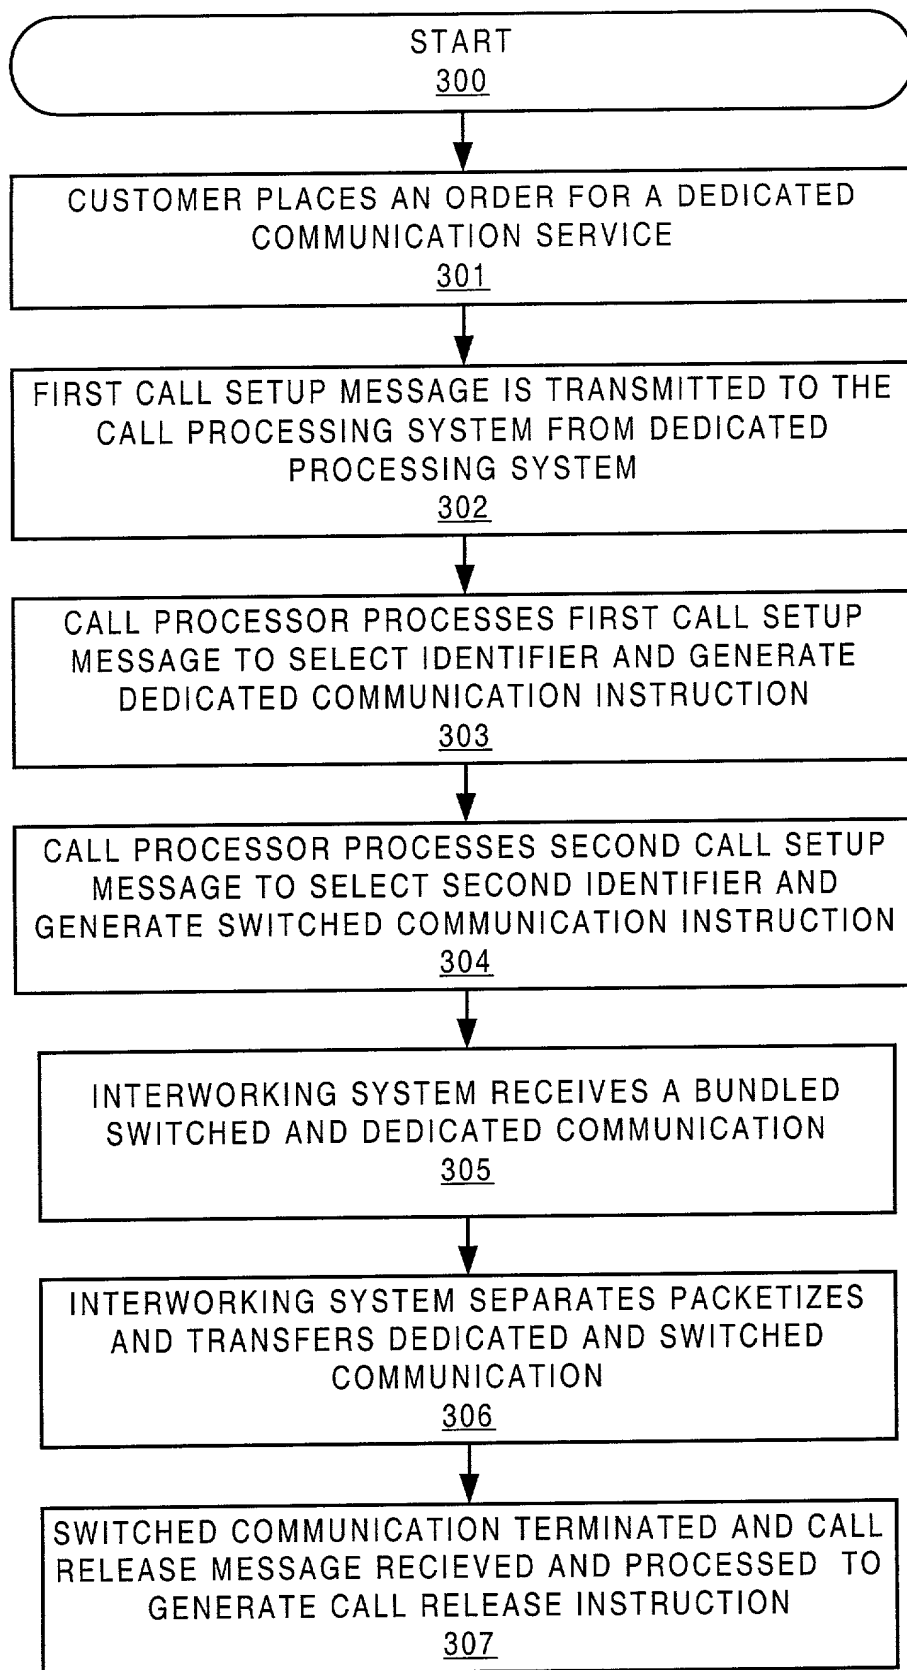 START
300
CUSTOMER PLACES AN ORDER FOR A DEDICATED
COMMUNICATION SERVICE
301
FIRST CALL SETUP MESSAGE IS TRANSMITTED TO THE
CALL PROCESSING SYSTEM FROM DEDICATED
PROCESSING SYSTEM
302
CALL PROCESSOR PROCESSES FIRST CALL SETUP
MESSAGE TO SELECT IDENTIFIER AND GENERATE
DEDICATED COMMUNICATION INSTRUCTION
303
CALL PROCESSOR PROCESSES SECOND CALL SETUP
MESSAGE TO SELECT SECOND IDENTIFIER AND
GENERATE SWITCHED COMMUNICATION INSTRUCTION
304
INTERWORKING SYSTEM RECEIVES A BUNDLED
SWITCHED AND DEDICATED COMMUNICATION
305
INTERWORKING SYSTEM SEPARATES PACKETIZES
AND TRANSFERS DEDICATED AND SWITCHED
COMMUNICATION
306
SWITCHED COMMUNICATION TERMINATED AND CALL
RELEASE MESSAGE RECIEVED AND PROCESSED TO
GENERATE CALL RELEASE INSTRUCTION
307